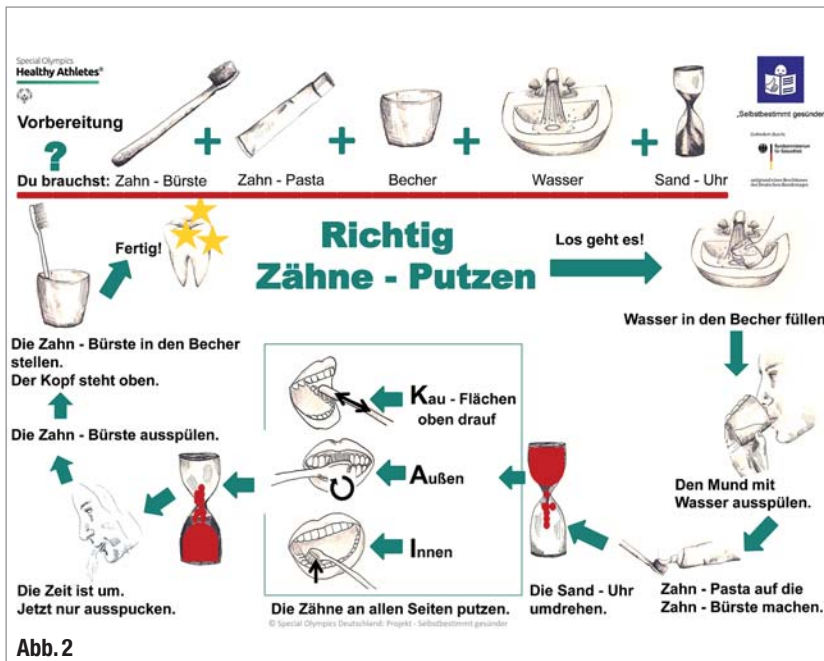 Special Olympics
Healthy Athletes®
Vorbereitung
?
Du brauchst: Zahn - Bürste
+
Zahn - Pasta
+
Becher
+
Wasser
+
Sand - Uhr
„Selbstbestimmt gesünder
Bundesministerium
für Gesundheit
Richtig
Zähne - Putzen
Los geht es!
Wasser in den Becher füllen
Den Mund mit
Wasser ausspülen.
Zahn - Pasta auf die
Zahn - Bürste machen.
Die Sand - Uhr
umdrehen.
Kau - Flächen
oben drauf
Außen
Innen
Die Zähne an allen Seiten putzen.
© Special Olympics Deutschland: Projekt - Selbstbestimmt gesünder
Die Zeit ist um.
Jetzt nur ausspucken.
Die Zahn - Bürste ausspülen.
Die Zahn - Bürste in den Becher
stellen.
Der Kopf steht oben.
Fertig!
Abb. 2